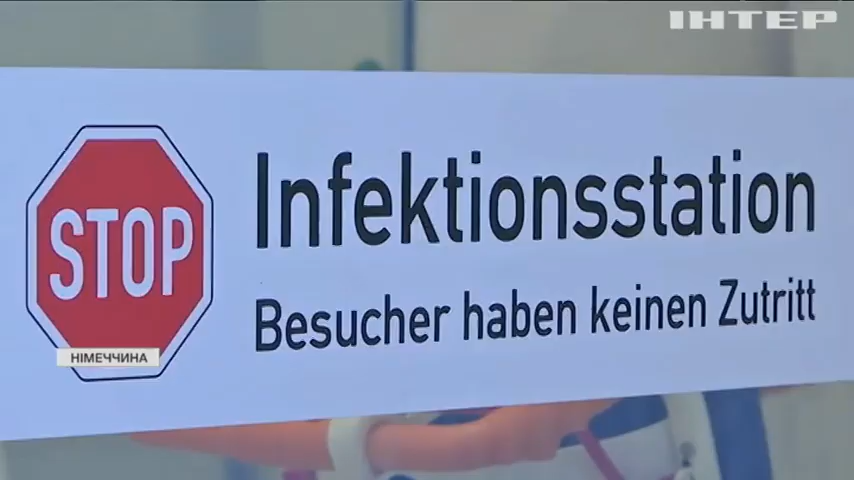 ІНТЕР
STOP
Infektionsstation
Besucher haben keinen Zutritt
НІМЕЧЧИНА